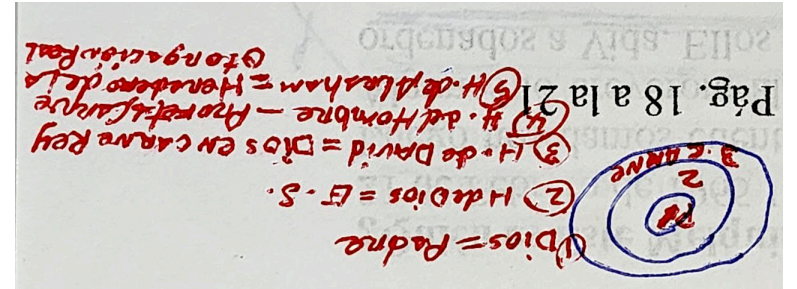 Pág. 18 a la 21
① Dios = Padre
② H de Dios = E.S.
③ H. de David = Dios en carne Rey
④ H. del Hombre - Profeta carne
⑤ H. de Abraham = Heredero de la
Otorgación Real
3. CARNE
2